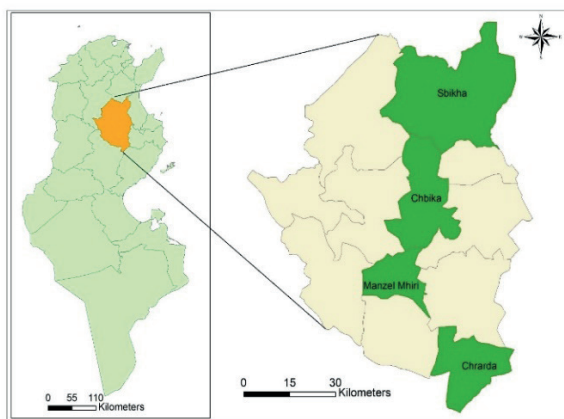 N
W
E
S
Sbikha
Chbika
Manzel Mhiri
Chrarda
0 55 110
Kilometers
0 15 30
Kilometers